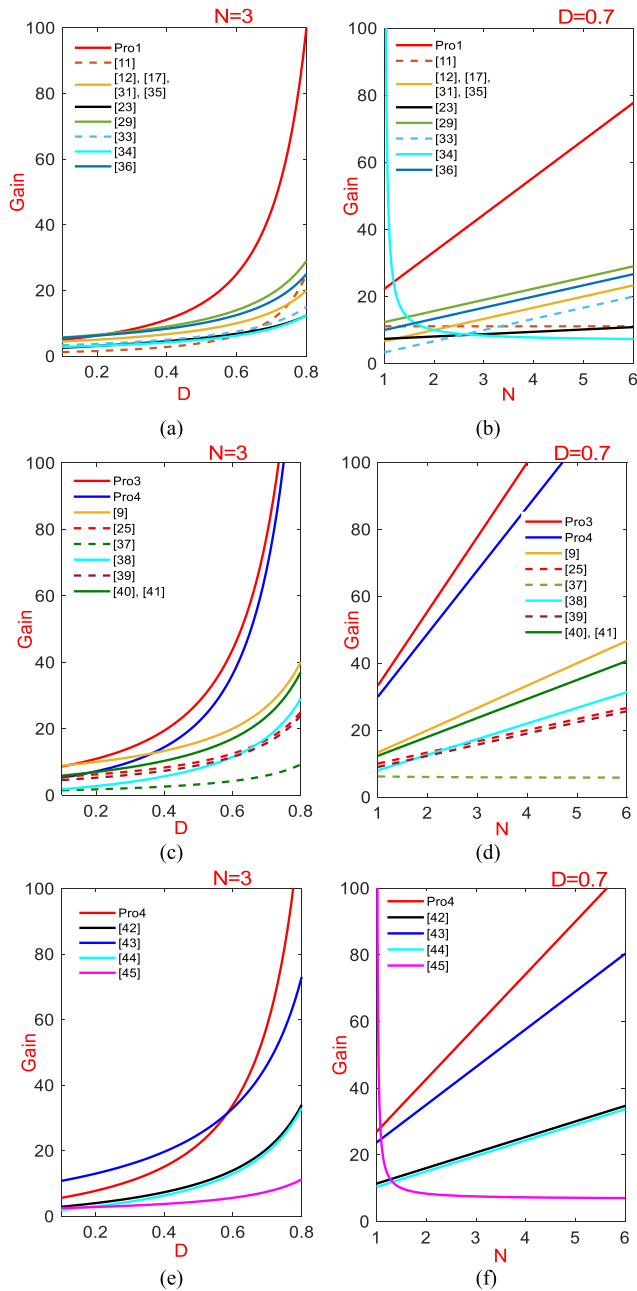 N=3
Gain
100
80
60
40
20
0
Pro1
[11]
[12], [17],
[31], [35]
[23]
[29]
[33]
[34]
[36]
0.2 0.4 0.6 0.8
D
(a)
D=0.7
Gain
100
80
60
40
20
0
Pro1
[11]
[12], [17],
[31], [35]
[23]
[29]
[33]
[34]
[36]
1 2 3 4 5 6
N
(b)
N=3
Gain
100
80
60
40
20
0
Pro3
Pro4
[9]
[25]
[37]
[38]
[39]
[40], [41]
0.2 0.4 0.6 0.8
D
(c)
D=0.7
Gain
100
80
60
40
20
0
Pro3
Pro4
[9]
[25]
[37]
[38]
[39]
[40], [41]
1 2 3 4 5 6
N
(d)
N=3
Gain
100
80
60
40
20
0
Pro4
[42]
[43]
[44]
[45]
0.2 0.4 0.6 0.8
D
(e)
D=0.7
Gain
100
80
60
40
20
0
Pro4
[42]
[43]
[44]
[45]
1 2 3 4 5 6
N
(f)